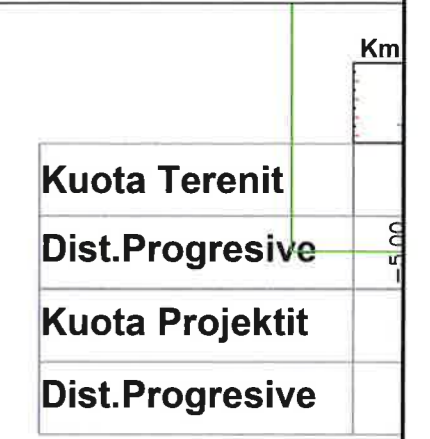 Km
Kuota Terenit
Dist.Progresive
-5.00
Kuota Projektit
Dist.Progresive